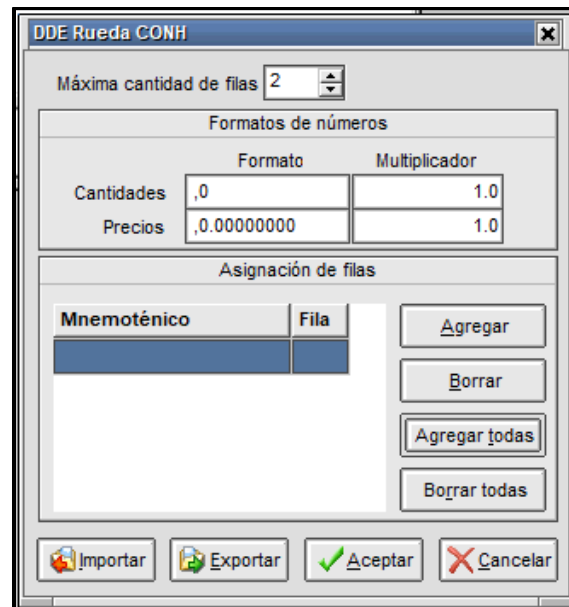 DDE Rueda CONH
Máxima cantidad de filas 2
Formatos de números
Formato Multiplicador
Cantidades ,0 1.0
Precios ,0.00000000 1.0
Asignación de filas
Mnemoténico Fila
Agregar
Borrar
Agregar todas
Borrar todas
Importar Exportar Aceptar Cancelar